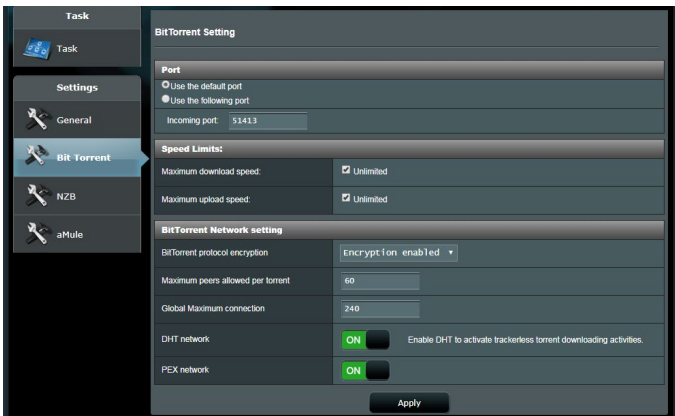 Task
Task
Settings
General
Bit Torrent
NZB
aMule
BitTorrent Setting
Port
Use the default port
Use the following port
Incoming port: 51413
Speed Limits:
Maximum download speed: Unlimited
Maximum upload speed: Unlimited
BitTorrent Network setting
BitTorrent protocol encryption Encryption enabled
Maximum peers allowed per torrent 60
Global Maximum connection 240
DHT network ON Enable DHT to activate trackerless torrent downloading activities.
PEX network ON
Apply